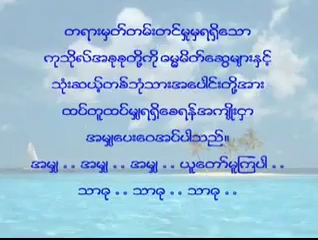 တရားမှတ်တမ်းတင်မှုမှရရှိသော
ကုသိုလ်အစုစုတို့ကို ဓမ္မမိတ်ဆွေများနှင့်
သုံးဆယ့်တစ်ဘုံသားအပေါင်းတို့အား
ထပ်တူထပ်မျှရရှိစေရန်အကျိုးငှာ
အမျှပေးဝေအပ်ပါသည်။
အမျှ . . အမျှ . . အမျှ . . ယူတော်မူကြပါ . .
သာဓု . . သာဓု . . သာဓု . .